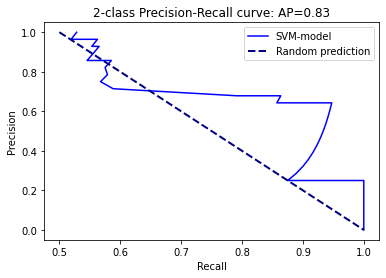 2-class Precision-Recall curve: AP=0.83
SVM-model
Random prediction
Precision
1.0
0.8
0.6
0.4
0.2
0.0
0.5 0.6 0.7 0.8 0.9 1.0
Recall